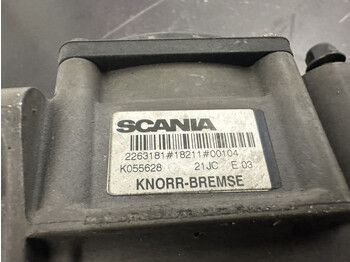 SCANIA
2263181#18211#00104
K055628 21JC E 03
KNORR-BREMSE